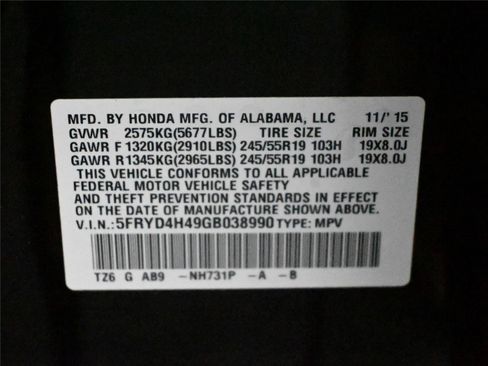 MFD. BY HONDA MFG. OF ALABAMA, LLC 11/' 15
GVWR 2575KG(5677LBS) TIRE SIZE RIM SIZE
GAWR F 1320KG(2910LBS) 245/55R19 103H 19X8.0J
GAWR R 1345KG(2965LBS) 245/55R19 103H 19X8.0J
THIS VEHICLE CONFORMS TO ALL APPLICABLE
FEDERAL MOTOR VEHICLE SAFETY
AND THEFT PREVENTION STANDARDS IN EFFECT
ON THE DATE OF MANUFACTURE SHOWN ABOVE.
V.I.N.: 5FRYD4H49GB038990 TYPE: MPV
TZ6 G AB9 -NH731P -A -B